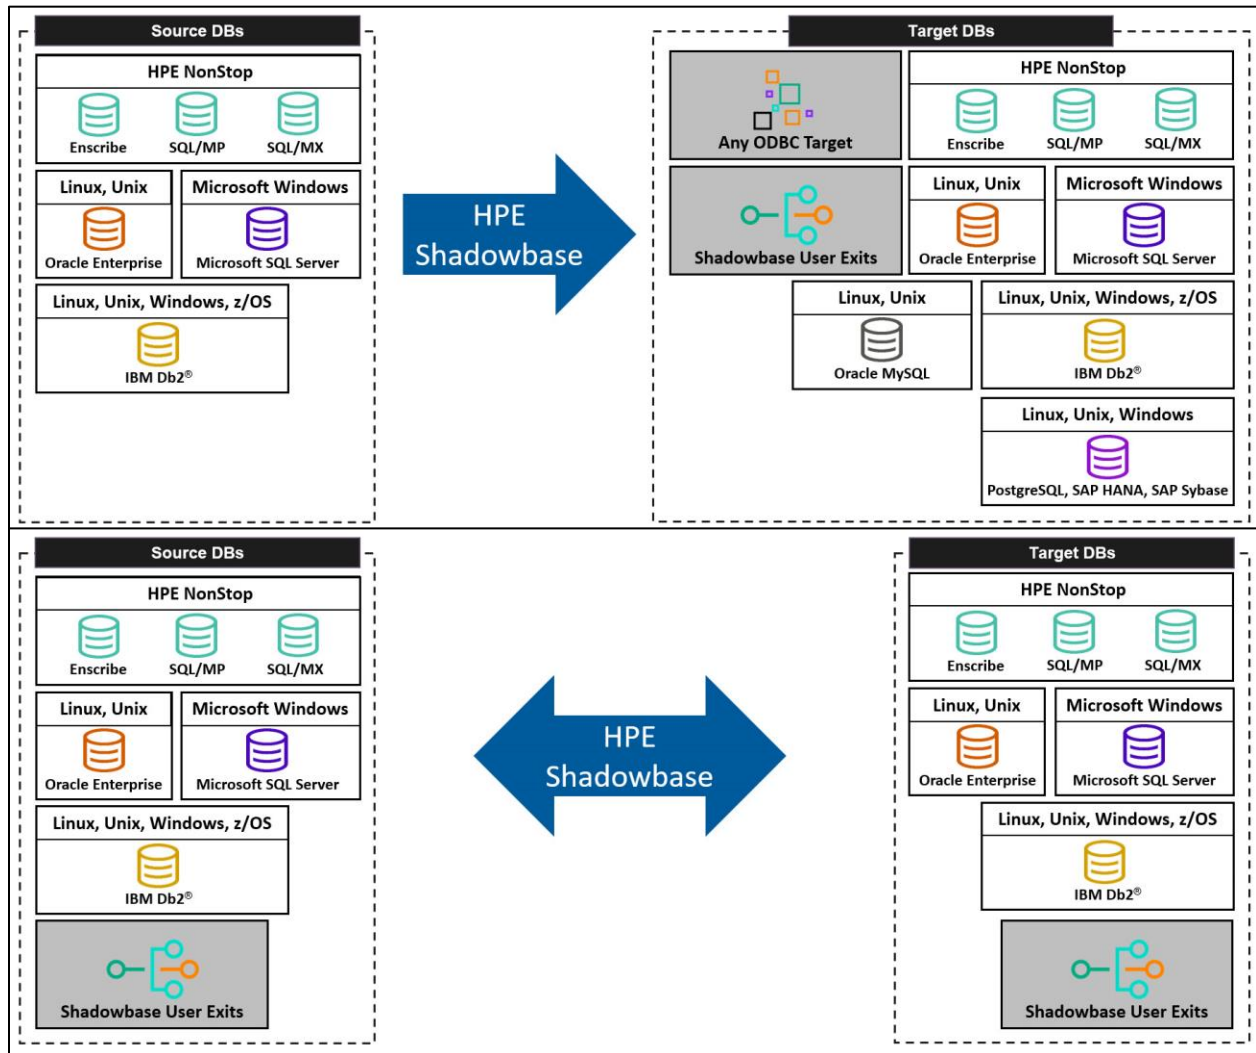 Source DBs
HPE NonStop
Enscribe SQL/MP SQL/MX
Linux, Unix
Oracle Enterprise
Microsoft Windows
Microsoft SQL Server
Linux, Unix, Windows, z/OS
IBM Db2®
HPE
Shadowbase
Target DBs
Any ODBC Target
HPE NonStop
Enscribe SQL/MP SQL/MX
Shadowbase User Exits
Linux, Unix
Oracle Enterprise
Microsoft Windows
Microsoft SQL Server
Linux, Unix
Oracle MySQL
Linux, Unix, Windows, z/OS
IBM Db2®
Linux, Unix, Windows
PostgreSQL, SAP HANA, SAP Sybase
Source DBs
HPE NonStop
Enscribe SQL/MP SQL/MX
Linux, Unix
Oracle Enterprise
Microsoft Windows
Microsoft SQL Server
Linux, Unix, Windows, z/OS
IBM Db2®
Shadowbase User Exits
HPE
Shadowbase
Target DBs
HPE NonStop
Enscribe SQL/MP SQL/MX
Linux, Unix
Oracle Enterprise
Microsoft Windows
Microsoft SQL Server
Linux, Unix, Windows, z/OS
IBM Db2®
Shadowbase User Exits